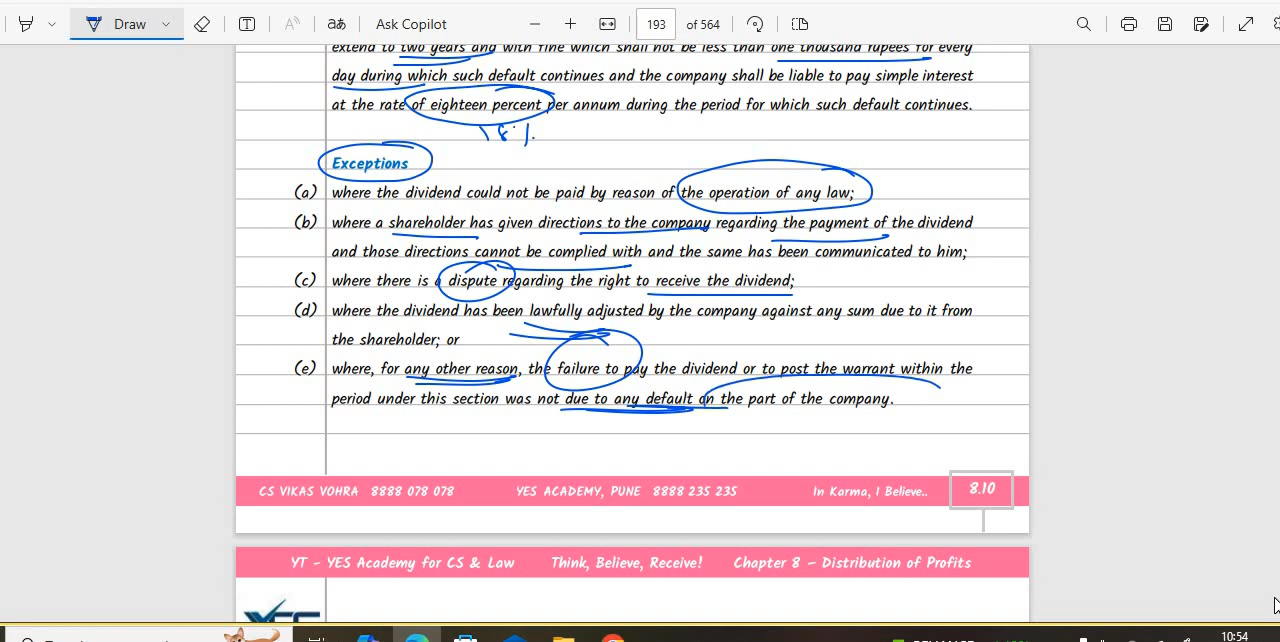 Draw
aあ
Ask Copilot
193 of 564
extend to two years and with fine which shall not be less than one thousand rupees for every
day during which such default continues and the company shall be liable to pay simple interest
at the rate of eighteen percent per annum during the period for which such default continues.
18%
Exceptions
(a) where the dividend could not be paid by reason of the operation of any law;
(b) where a shareholder has given directions to the company regarding the payment of the dividend
and those directions cannot be complied with and the same has been communicated to him;
(c) where there is a dispute regarding the right to receive the dividend;
(d) where the dividend has been lawfully adjusted by the company against any sum due to it from
the shareholder; or
(e) where, for any other reason, the failure to pay the dividend or to post the warrant within the
period under this section was not due to any default on the part of the company.
CS VIKAS VOHRA 8888 078 078 YES ACADEMY, PUNE 8888 235 235 In Karma, I Believe.. 8.10
YT - YES Academy for CS & Law Think, Believe, Receive! Chapter 8 – Distribution of Profits
10:54